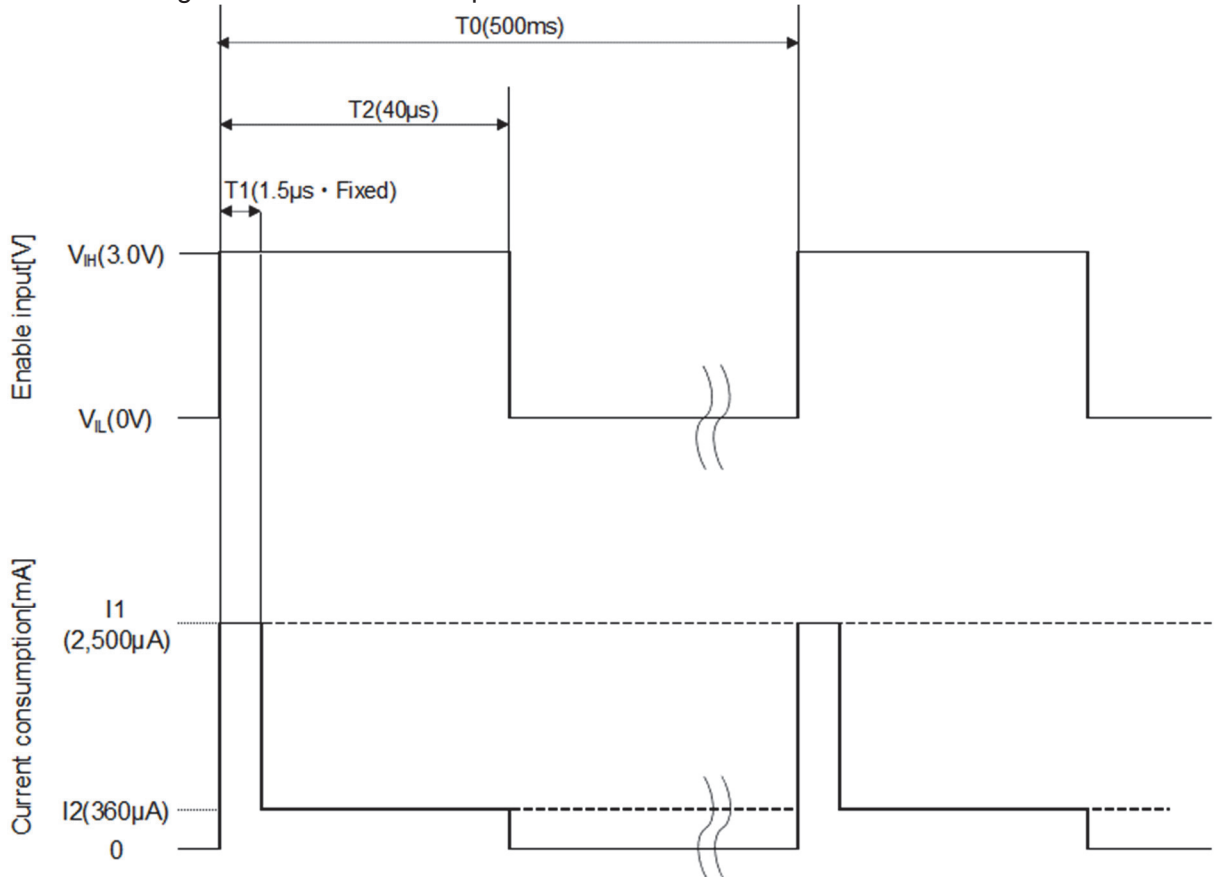 T0(500ms)
T2(40μs)
T1(1.5μs・Fixed)
Enable input[V]
VIH(3.0V)
VIL(0V)
Current consumption[mA]
I1
(2,500μA)
I2(360μA)
0